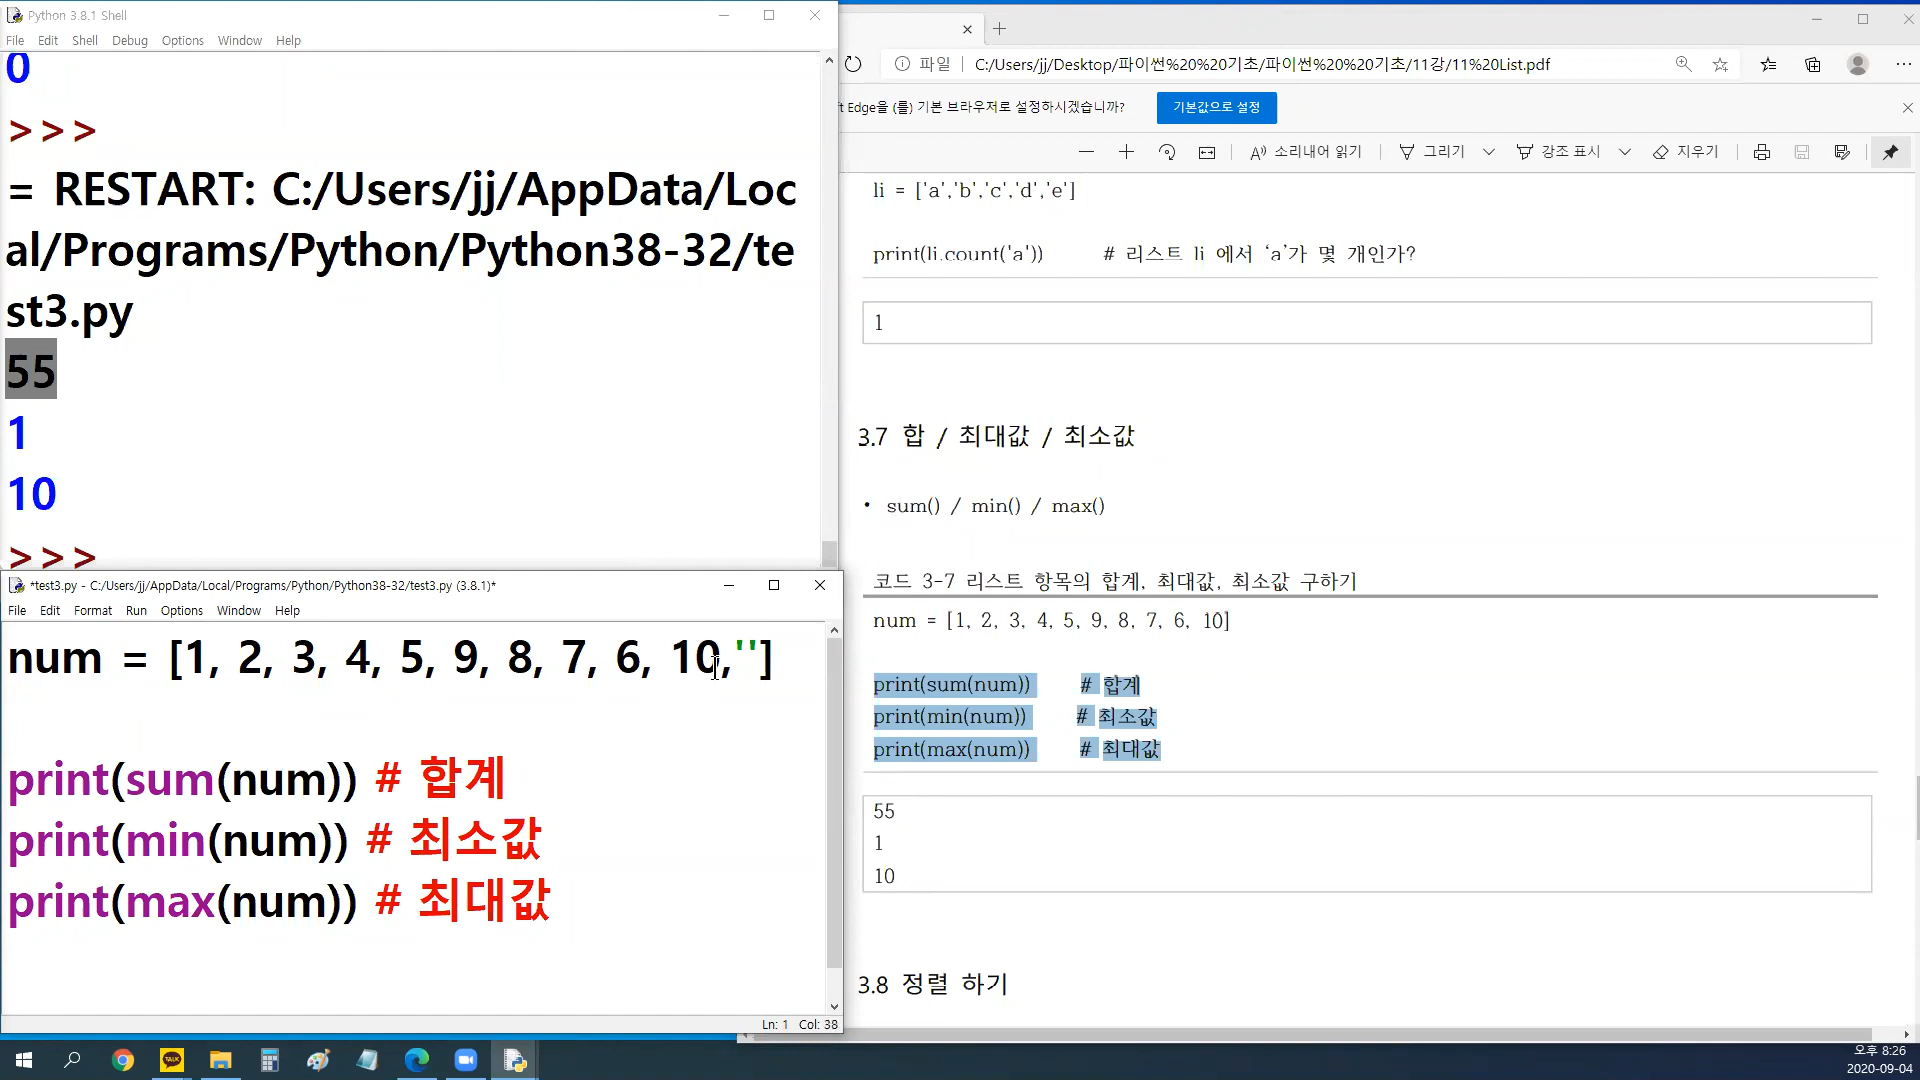 Python 3.8.1 Shell
File Edit Shell Debug Options Window Help
0
>>>
= RESTART: C:/Users/jj/AppData/Loc
al/Programs/Python/Python38-32/te
st3.py
55
1
10
>>>
*test3.py - C:/Users/jj/AppData/Local/Programs/Python/Python38-32/test3.py (3.8.1)*
File Edit Format Run Options Window Help
num = [1, 2, 3, 4, 5, 9, 8, 7, 6, 10,'']
print(sum(num)) # 합계
print(min(num)) # 최소값
print(max(num)) # 최대값
Ln: 1 Col: 38
파일 C:/Users/jj/Desktop/파이썬%20%20기초/파이썬%20%20기초/11강/11%20List.pdf
ft Edge을 (를) 기본 브라우저로 설정하시겠습니까? 기본값으로 설정
소리내어 읽기 그리기 강조 표시 지우기
li = ['a','b','c','d','e']
print(li.count('a')) # 리스트 li 에서 ‘a’가 몇 개인가?
1
3.7 합 / 최대값 / 최소값
• sum() / min() / max()
코드 3-7 리스트 항목의 합계, 최대값, 최소값 구하기
num = [1, 2, 3, 4, 5, 9, 8, 7, 6, 10]
print(sum(num)) # 합계
print(min(num)) # 최소값
print(max(num)) # 최대값
55
1
10
3.8 정렬 하기
TALK
오후 8:26
2020-09-04